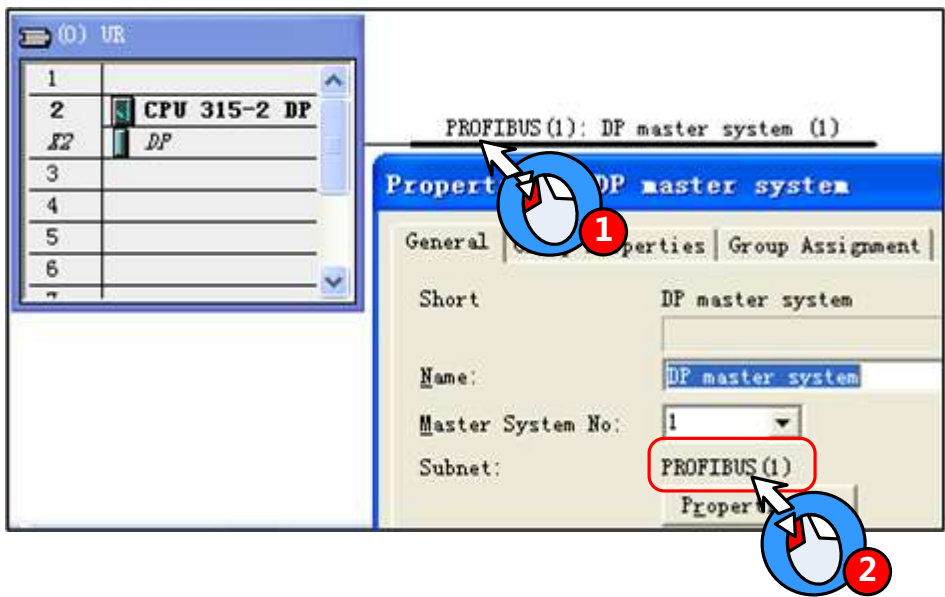 (0) UR
1
2 CPU 315-2 DP
X2 DP
3
4
5
6
PROFIBUS(1): DP master system (1)
DP master system
1
General Group Assignment
Short DP master system
Name: DP master system
Master System No: 1
Subnet: PROFIBUS(1)
2